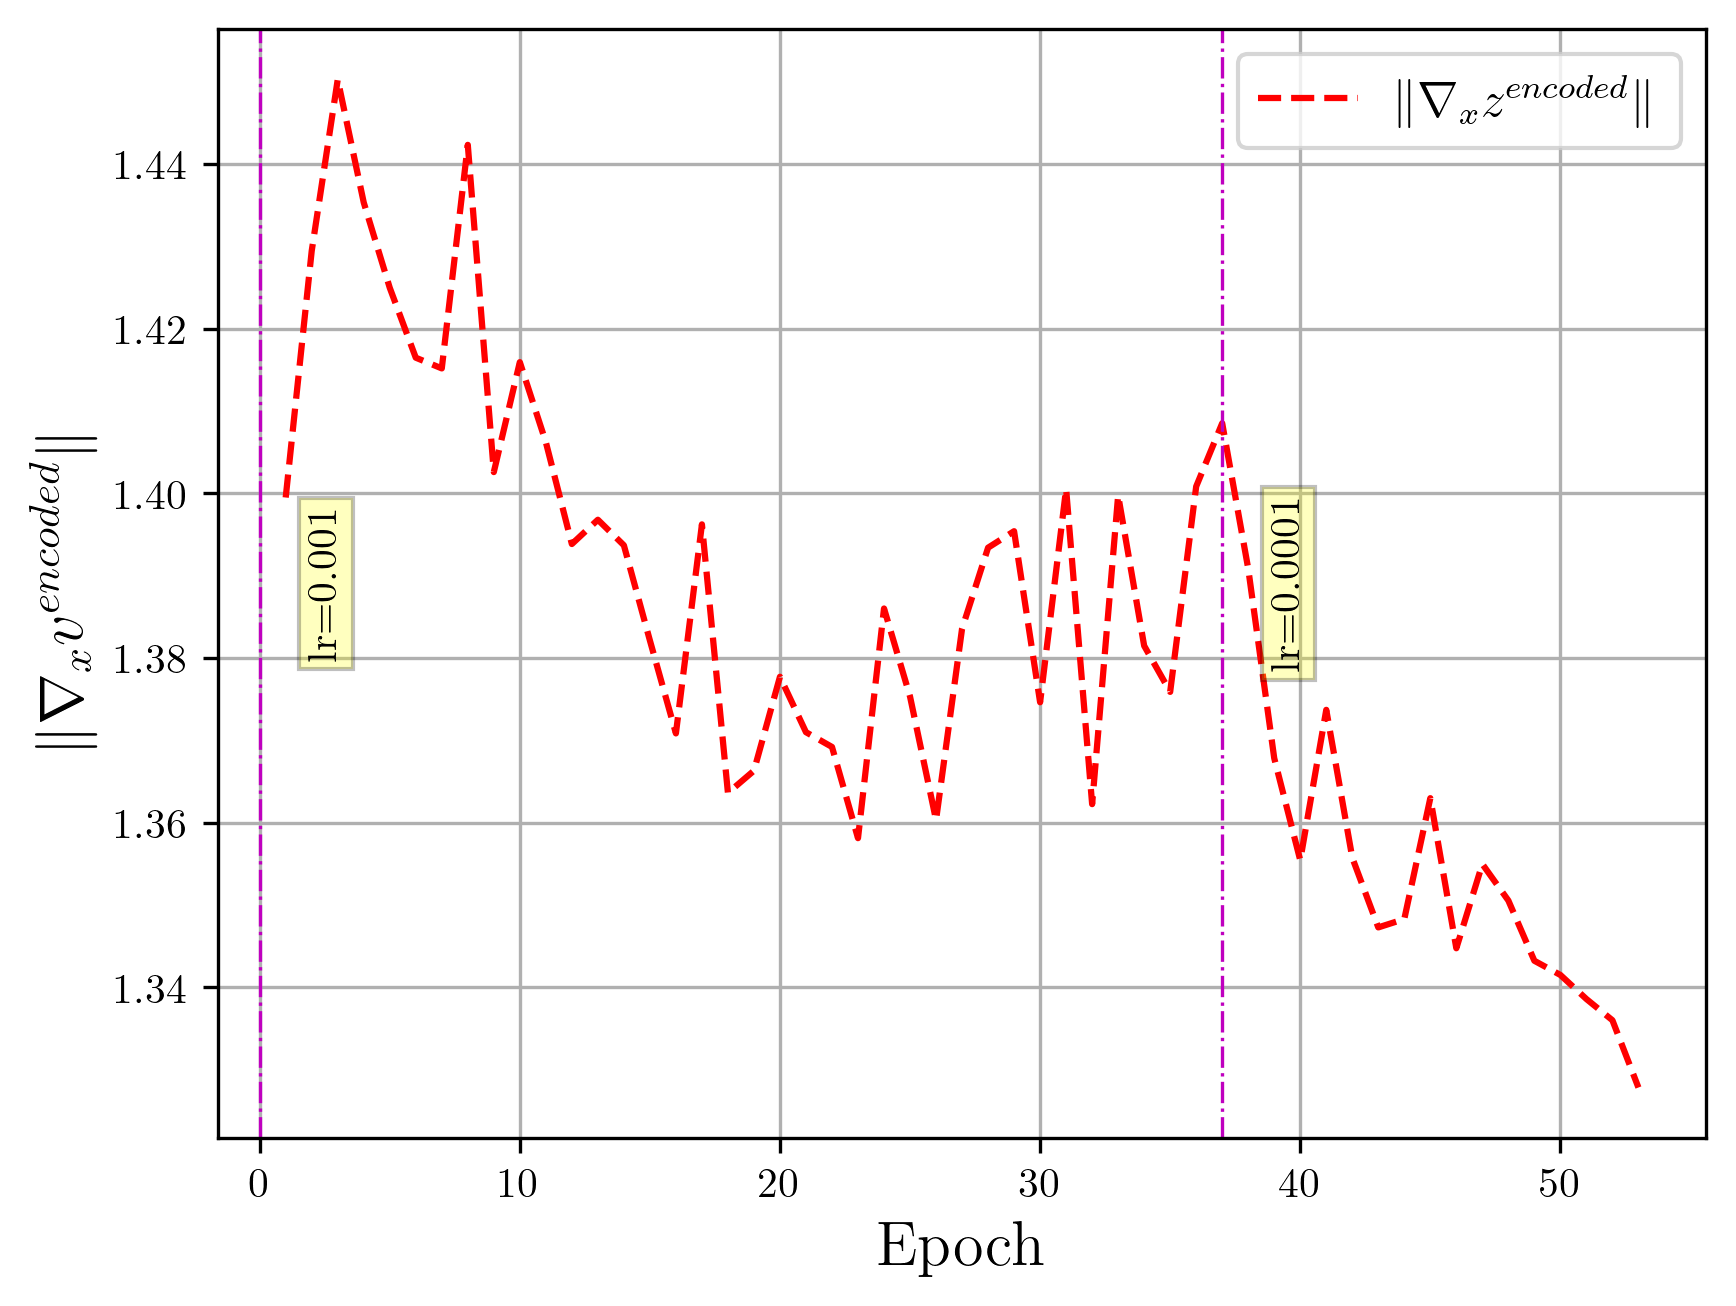 ‖∇ₓz^{encoded}‖
‖∇ₓv^{encoded}‖
1.44
1.42
1.40
1.38
1.36
1.34
lr=0.001
lr=0.0001
0 10 20 30 40 50
Epoch